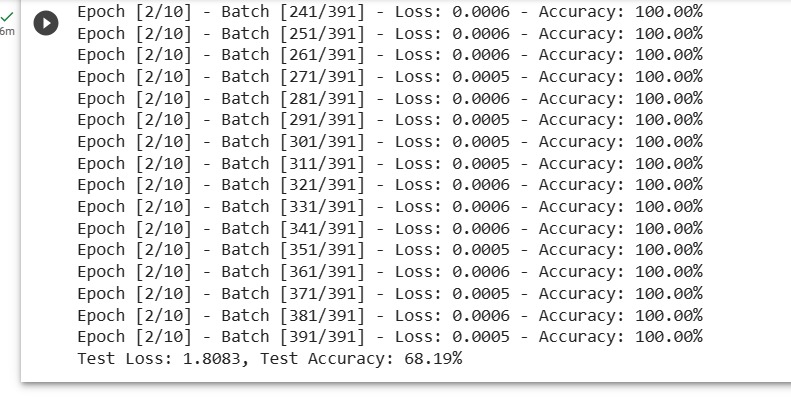 Epoch [2/10] - Batch [241/391] - Loss: 0.0006 - Accuracy: 100.00%
Epoch [2/10] - Batch [251/391] - Loss: 0.0006 - Accuracy: 100.00%
6m
Epoch [2/10] - Batch [261/391] - Loss: 0.0006 - Accuracy: 100.00%
Epoch [2/10] - Batch [271/391] - Loss: 0.0005 - Accuracy: 100.00%
Epoch [2/10] - Batch [281/391] - Loss: 0.0006 - Accuracy: 100.00%
Epoch [2/10] - Batch [291/391] - Loss: 0.0005 - Accuracy: 100.00%
Epoch [2/10] - Batch [301/391] - Loss: 0.0005 - Accuracy: 100.00%
Epoch [2/10] - Batch [311/391] - Loss: 0.0005 - Accuracy: 100.00%
Epoch [2/10] - Batch [321/391] - Loss: 0.0006 - Accuracy: 100.00%
Epoch [2/10] - Batch [331/391] - Loss: 0.0006 - Accuracy: 100.00%
Epoch [2/10] - Batch [341/391] - Loss: 0.0006 - Accuracy: 100.00%
Epoch [2/10] - Batch [351/391] - Loss: 0.0005 - Accuracy: 100.00%
Epoch [2/10] - Batch [361/391] - Loss: 0.0006 - Accuracy: 100.00%
Epoch [2/10] - Batch [371/391] - Loss: 0.0005 - Accuracy: 100.00%
Epoch [2/10] - Batch [381/391] - Loss: 0.0006 - Accuracy: 100.00%
Epoch [2/10] - Batch [391/391] - Loss: 0.0005 - Accuracy: 100.00%
Test Loss: 1.8083, Test Accuracy: 68.19%